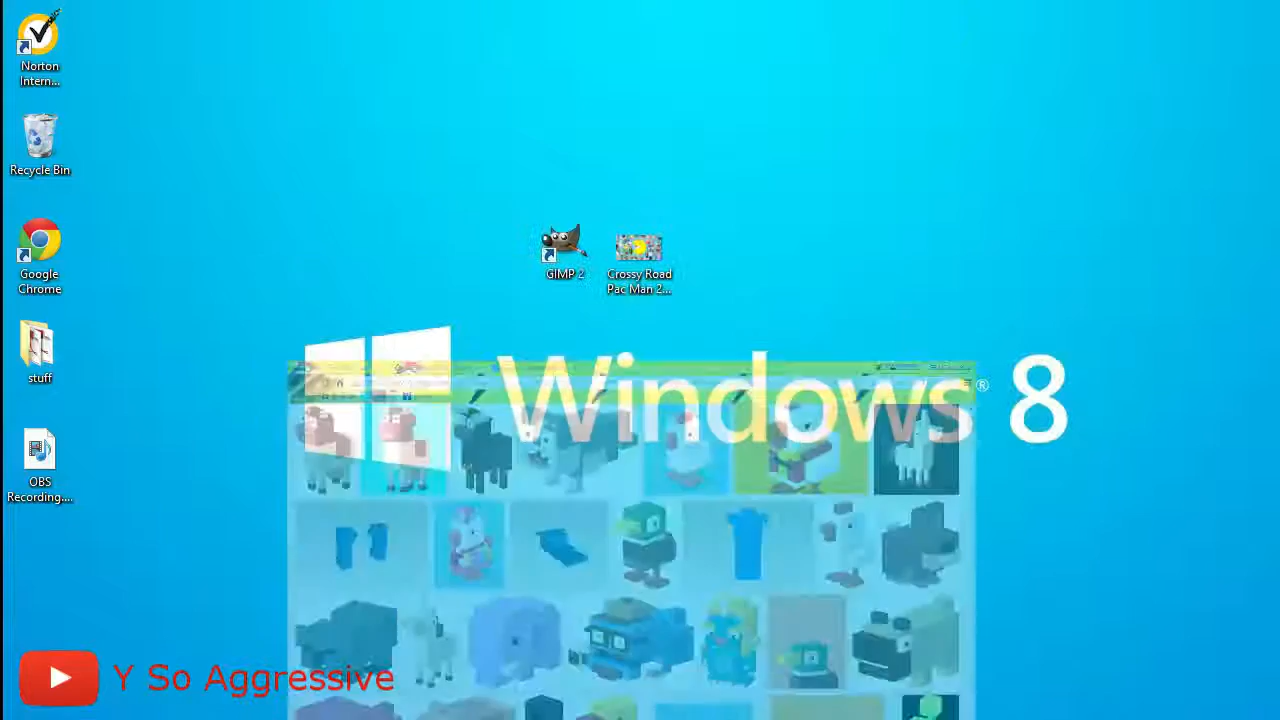 Norton
Intern...
Recycle Bin
Google
Chrome
stuff
OBS
Recording....
GIMP 2
Crossy Road
Pac Man 2...
Windows® 8
Y So Aggressive